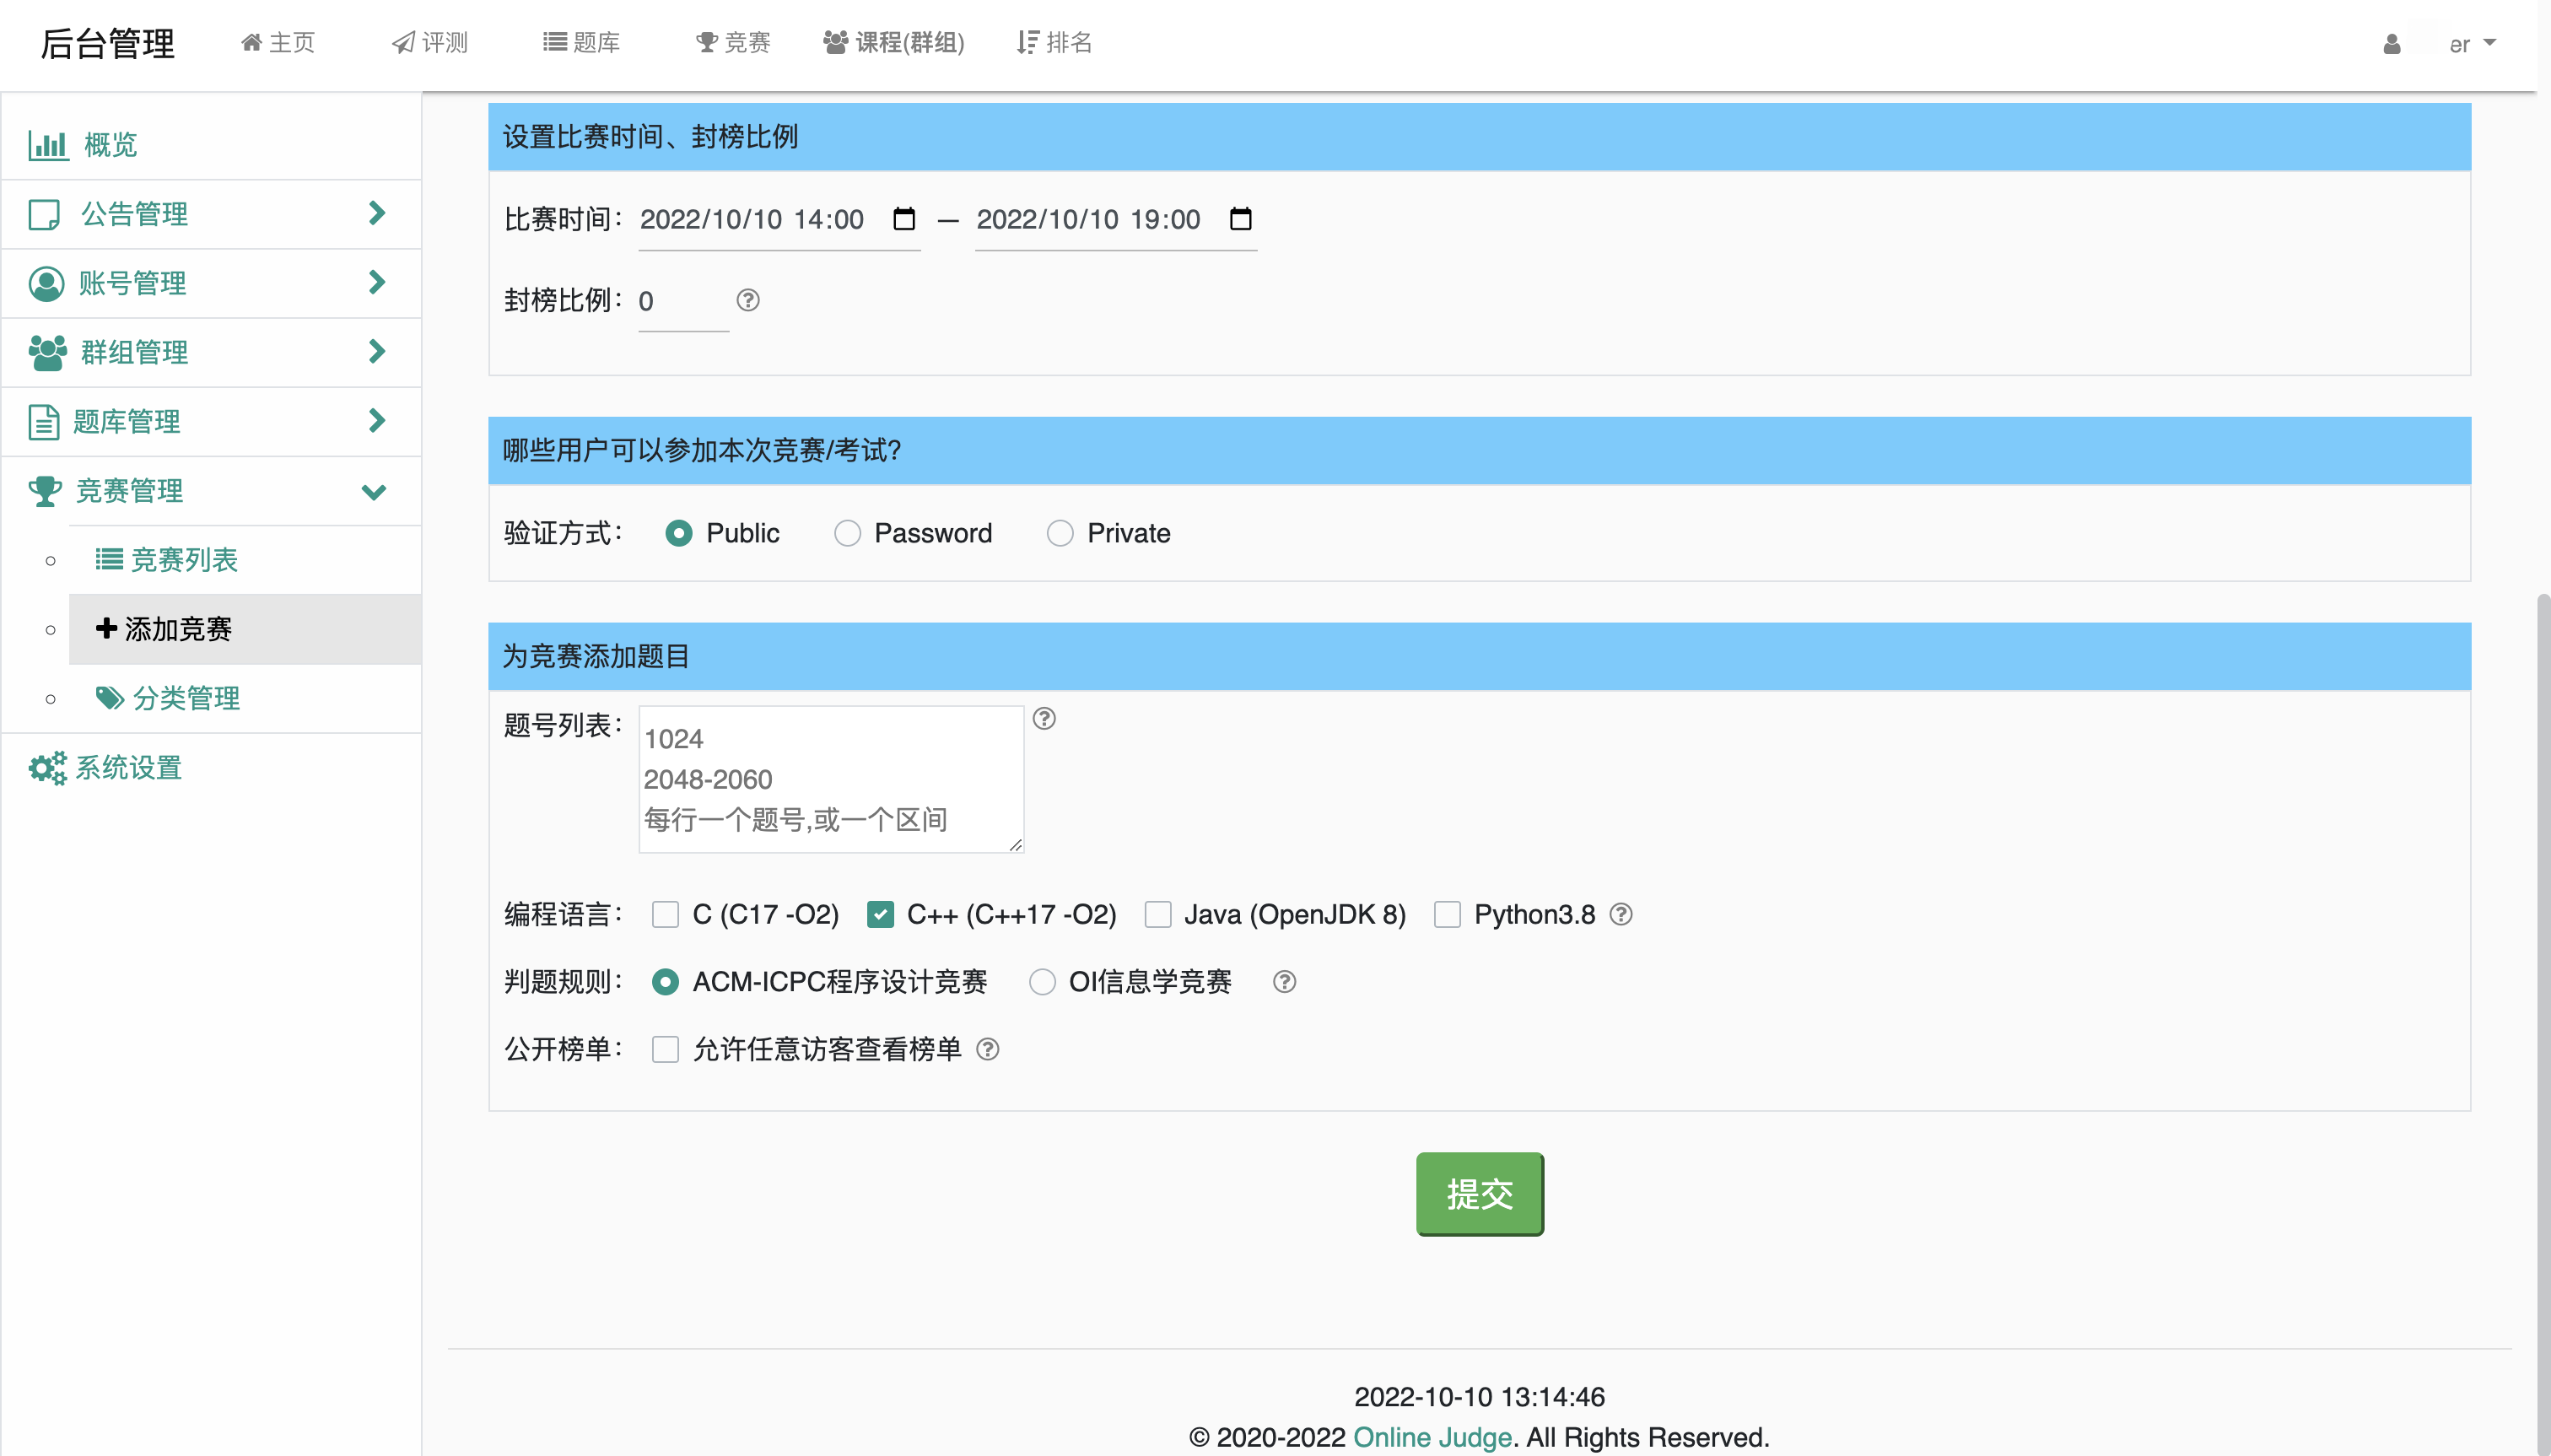 后台管理 主页 评测 题库 竞赛 课程(群组) 排名 er
概览
公告管理
账号管理
群组管理
题库管理
竞赛管理
竞赛列表
添加竞赛
分类管理
系统设置
设置比赛时间、封榜比例
比赛时间： 2022/10/10 14:00 — 2022/10/10 19:00
封榜比例： 0
哪些用户可以参加本次竞赛/考试?
验证方式： Public Password Private
为竞赛添加题目
题号列表：
1024
2048-2060
每行一个题号,或一个区间
编程语言： C (C17 -O2) C++ (C++17 -O2) Java (OpenJDK 8) Python3.8
判题规则： ACM-ICPC程序设计竞赛 OI信息学竞赛
公开榜单： 允许任意访客查看榜单
提交
2022-10-10 13:14:46
© 2020-2022 Online Judge. All Rights Reserved.